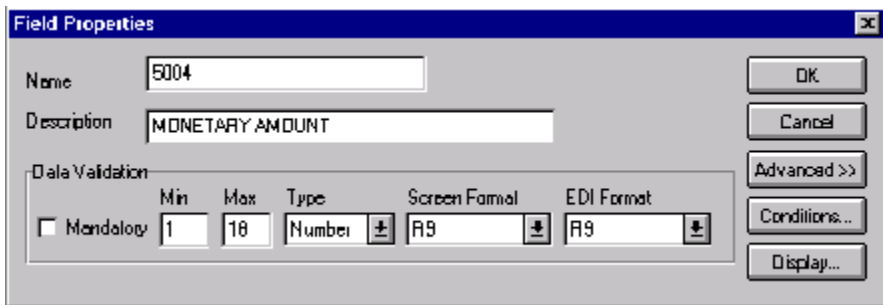 Field Properties
Name 5004 OK
Description MONETARY AMOUNT Cancel
Data Validation Advanced >>
Min Max Type Screen Format EDI Format
Mandatory 1 18 Number R9 R9 Conditions...
Display...